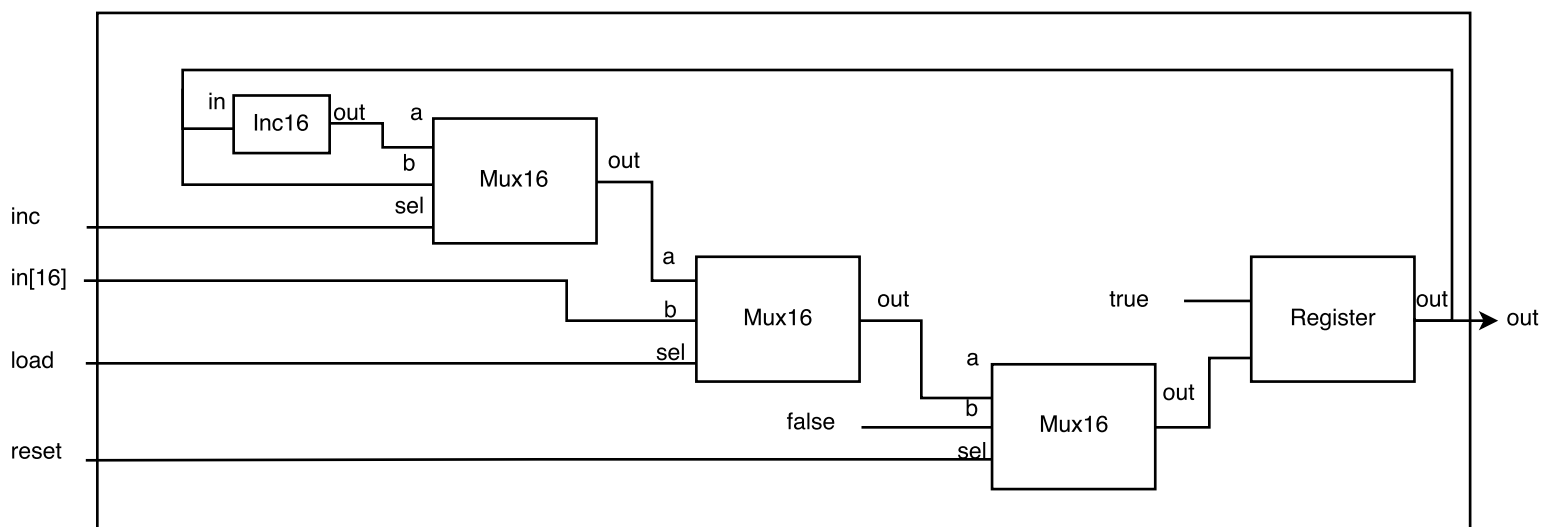 in
Inc16
out
a
b
sel
Mux16
out
inc
in[16]
load
reset
a
b
sel
Mux16
out
a
b
sel
false
Mux16
out
true
Register
out
out